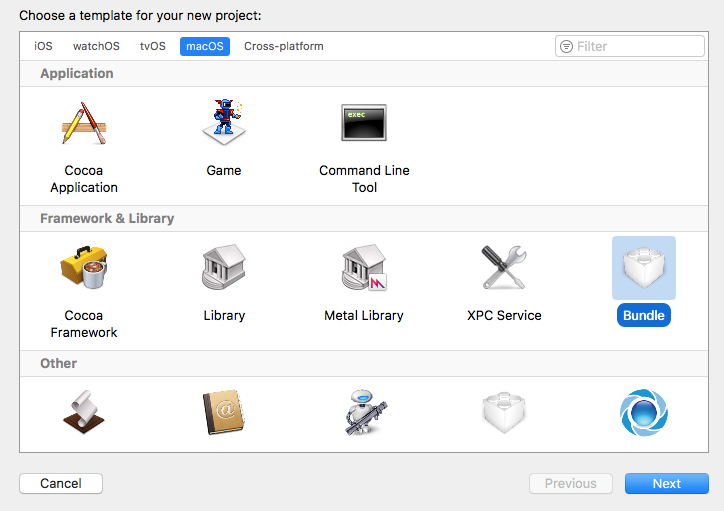 Choose a template for your new project:
iOS watchOS tvOS macOS Cross-platform Filter
Application
exec
Cocoa Application
Game
Command Line Tool
Framework & Library
Cocoa Framework
Library
Metal Library
XPC Service
Bundle
Other
@
Cancel Previous Next